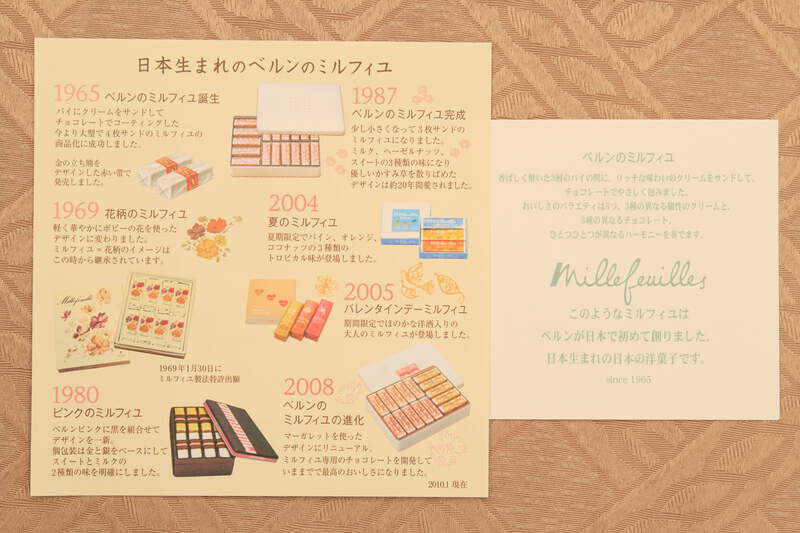 日本生まれのベルンのミルフィユ
1965 ベルンのミルフィユ誕生
パイにクリームをサンドして
チョコレートでコーティングした
今より大型で4枚サンドのミルフィユの
商品化に成功しました。
金の立ち鶴を
デザインした赤い帯で
発売しました。
1987
ベルンのミルフィユ完成
少し小さくなって3枚サンドの
ミルフィユになりました。
ミルク、ヘーゼルナッツ、
スイートの3種類の味になり
優しいかすみ草を散りばめた
デザインは約20年間愛されました。
1969 花柄のミルフィユ
軽く華やかにポピーの花を使った
デザインに変わりました。
ミルフィユ=花柄のイメージは
この時から継承されています。
2004
夏のミルフィユ
夏期限定でパイン、オレンジ、
ココナッツの3種類の
トロピカル味が登場しました。
Millefeuille
1969年1月30日に
ミルフィユ製法特許出願
2005
バレンタインデーミルフィユ
期間限定でほのかな洋酒入りの
大人のミルフィユが登場しました。
1980
ピンクのミルフィユ
ベルンピンクに黒を組合せて
デザインを一新。
個包装は金と銀をベースにして
スイートとミルクの
2種類の味を明確にしました。
2008
ベルンの
ミルフィユの進化
マーガレットを使った
デザインにリニューアル。
ミルフィユ専用のチョコレートを開発して
いままでで最高のおいしさになりました。
2010.1 現在
ベルンのミルフィユ
香ばしく焼いた3種のパイの間に、リッチな味わいのクリームをサンドして、
チョコレートでやさしく包みました。
おいしさのバラエティは3つ。3種の異なる個性のクリームと、
3種の異なるチョコレート。
ひとつひとつが異なるハーモニーを奏でます。
Millefeuilles
このようなミルフィユは
ベルンが日本で初めて創りました。
日本生まれの日本の洋菓子です。
since 1965